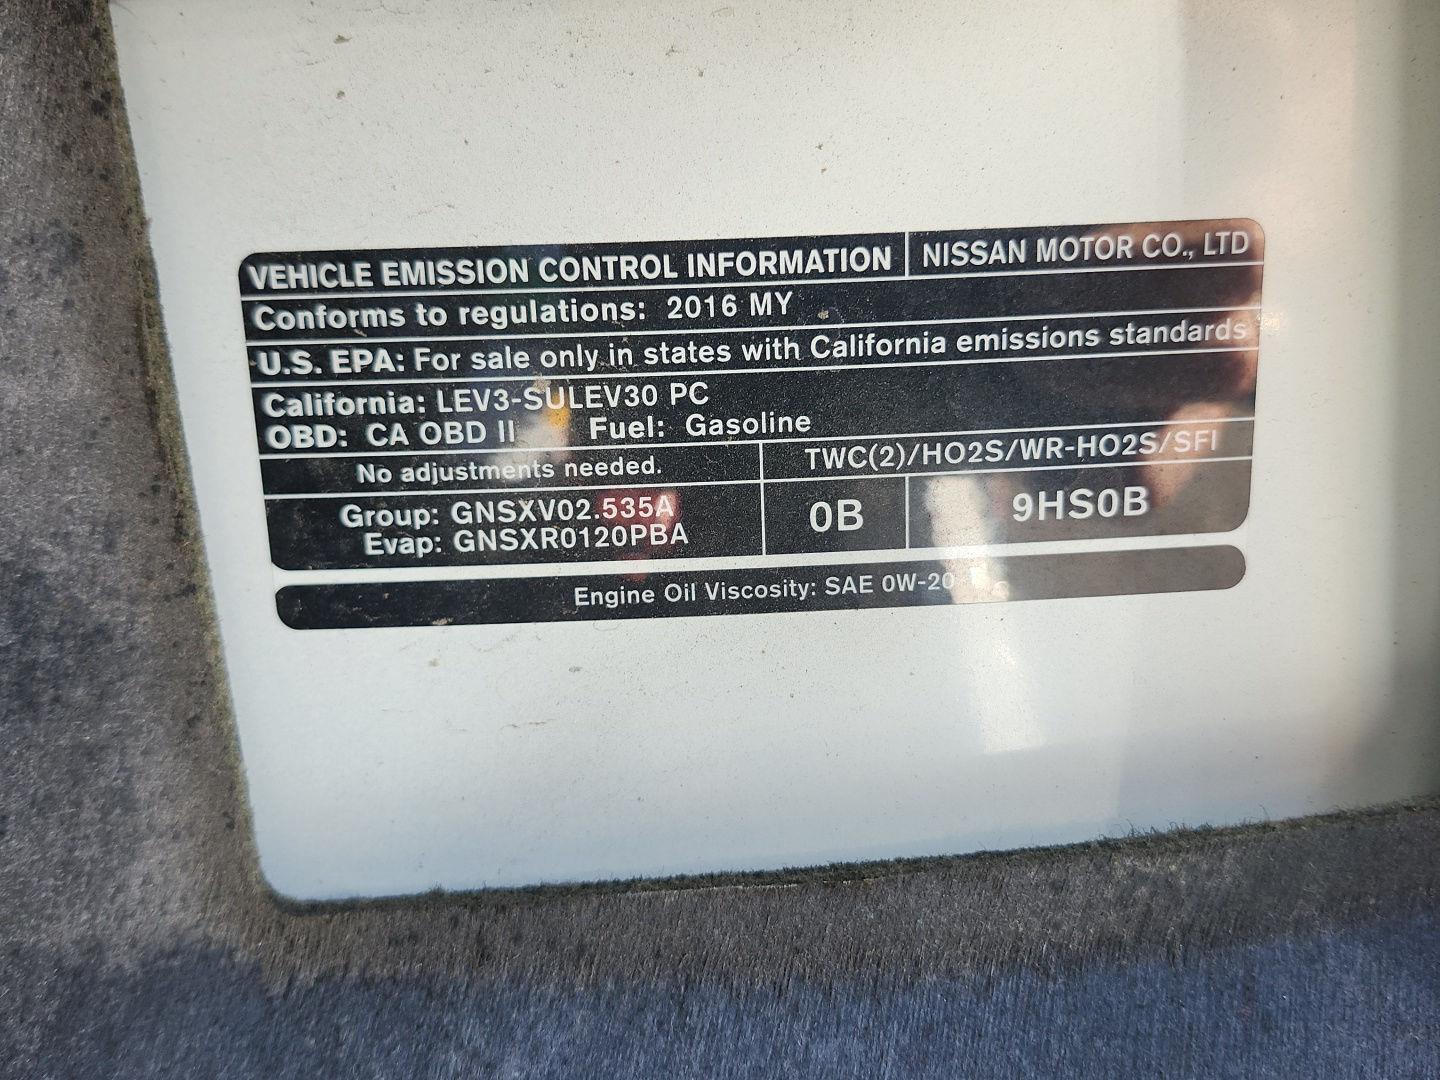 VEHICLE EMISSION CONTROL INFORMATION NISSAN MOTOR CO., LTD
Conforms to regulations: 2016 MY
U.S. EPA: For sale only in states with California emissions standards
California: LEV3-SULEV30 PC
OBD: CA OBD II Fuel: Gasoline
No adjustments needed. TWC(2)/HO2S/WR-HO2S/SFI
Group: GNSXV02.535A
Evap: GNSXR0120PBA
0B 9HS0B
Engine Oil Viscosity: SAE 0W-20